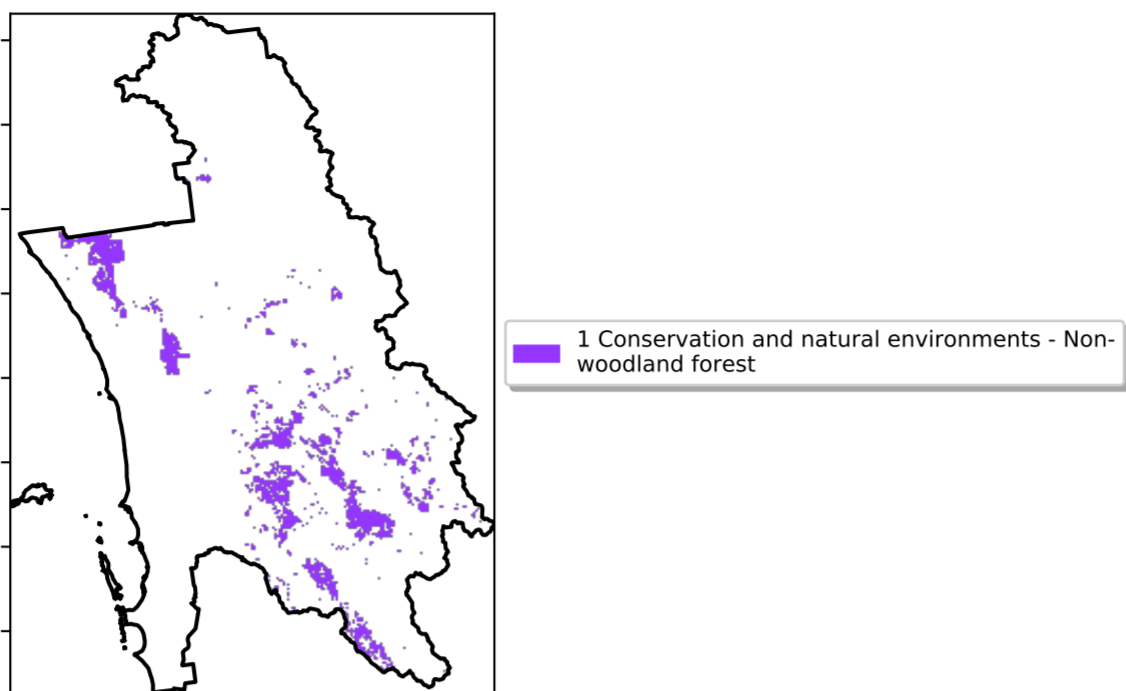 1 Conservation and natural environments - Non-
woodland forest